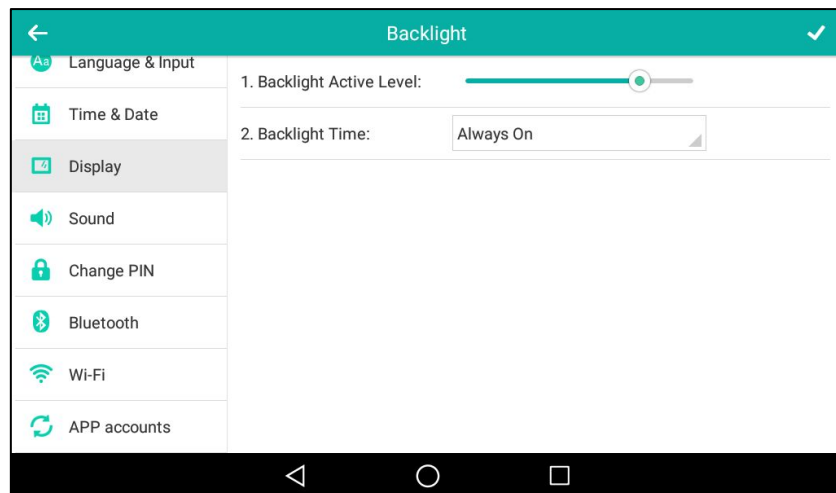 Backlight
Aa Language & Input
Time & Date
Display
Sound
Change PIN
Bluetooth
Wi-Fi
APP accounts
1. Backlight Active Level:
2. Backlight Time: Always On